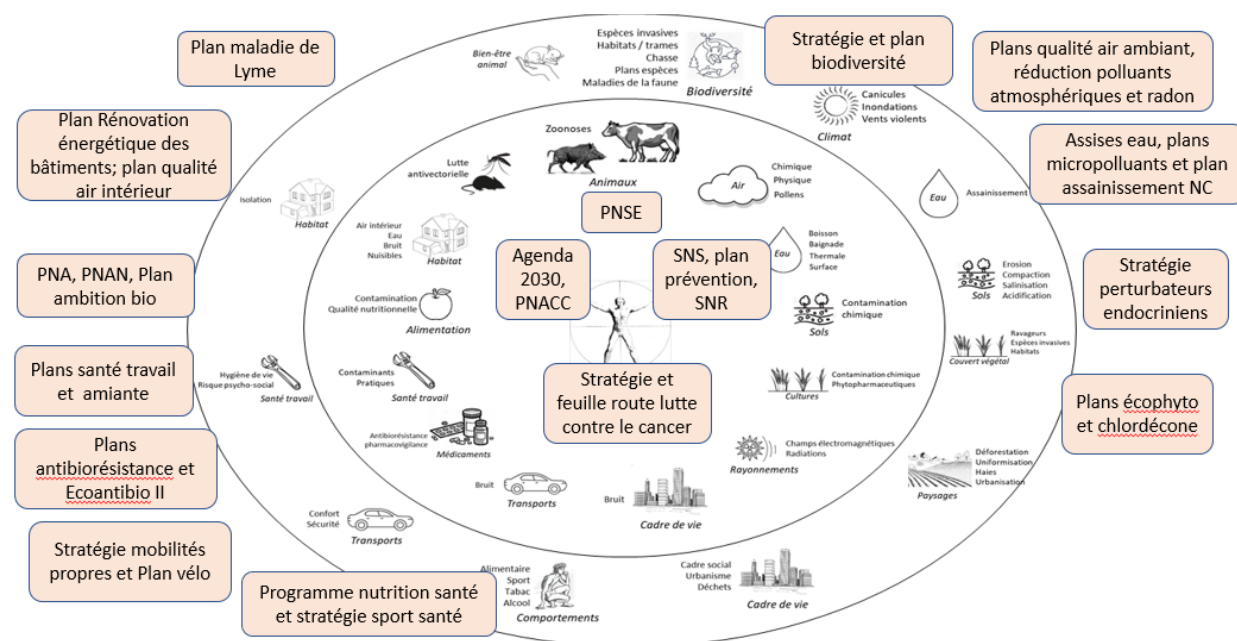 Plan maladie de
Lyme
Bien-être
animal
Espèces invasives
Habitats / trames
Chasse
Plans espèces
Maladies de la faune
Biodiversité
Stratégie et plan
biodiversité
Plans qualité air ambiant,
réduction polluants
atmosphériques et radon
Canicules
Inondations
Vents violents
Climat
Plan Rénovation
énergétique des
bâtiments; plan qualité
air intérieur
Zoonoses
Animaux
Lutte
antivectorielle
Air
Chimique
Physique
Pollens
Assises eau, plans
micropolluants et plan
assainissement NC
Eau
Assainissement
Isolation
Habitat
PNSE
Air intérieur
Eau
Bruit
Nuisibles
Habitat
Agenda
2030,
PNACC
SNS, plan
prévention,
SNR
Eau
Boisson
Baignade
Thermale
Surface
PNA, PNAN, Plan
ambition bio
Erosion
Compaction
Salinisation
Acidification
Sols
Stratégie
perturbateurs
endocriniens
Contamination
Qualité nutritionnelle
Alimentation
Contamination
chimique
Sols
Ravageurs
Espèces invasives
Habitats
Couvert végétal
Plans santé travail
et amiante
Hygiène de vie
Risque psycho-social
Santé travail
Contaminants
Pratiques
Santé travail
Stratégie et
feuille route lutte
contre le cancer
Contamination chimique
Phytopharmaceutiques
Cultures
Plans écophyto
et chlordécone
Plans
antibiorésistance et
Ecoantibio II
Antibiorésistance
pharmacovigilance
Médicaments
Champs électromagnétiques
Radiations
Rayonnements
Déforestation
Uniformisation
Haies
Urbanisation
Paysages
Bruit
Transports
Bruit
Cadre de vie
Confort
Sécurité
Transports
Stratégie mobilités
propres et Plan vélo
Programme nutrition santé
et stratégie sport santé
Alimentaire
Sport
Tabac
Alcool
Comportements
Cadre social
Urbanisme
Déchets
Cadre de vie